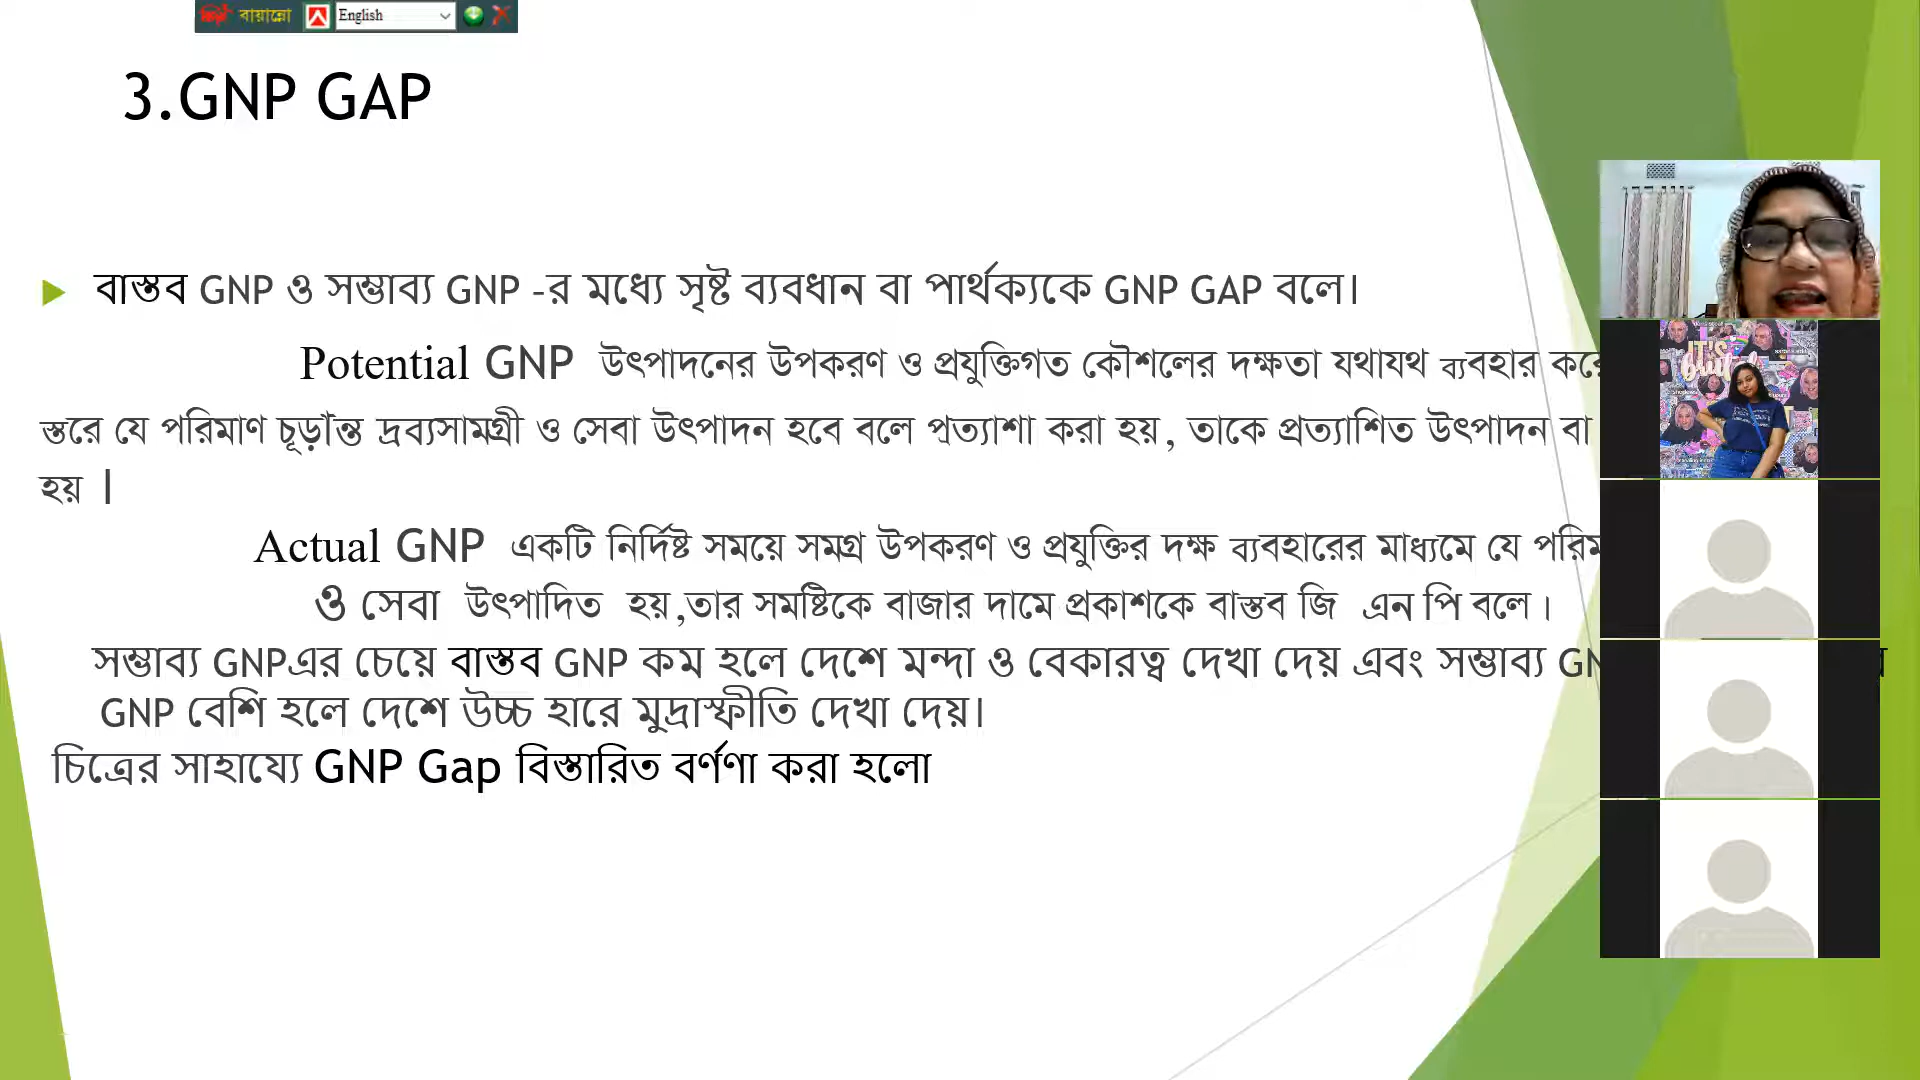 বায়ান্নো English
3.GNP GAP
বাস্তব GNP ও সম্ভাব্য GNP -র মধ্যে সৃষ্ট ব্যবধান বা পার্থক্যকে GNP GAP বলে।
Potential GNP উৎপাদনের উপকরণ ও প্রযুক্তিগত কৌশলের দক্ষতা যথাযথ ব্যবহার করে
স্তরে যে পরিমাণ চূড়ান্ত দ্রব্যসামগ্রী ও সেবা উৎপাদন হবে বলে প্রত্যাশা করা হয়, তাকে প্রত্যাশিত উৎপাদন বা
হয় |
Actual GNP একটি নির্দিষ্ট সময়ে সমগ্র উপকরণ ও প্রযুক্তির দক্ষ ব্যবহারের মাধ্যমে যে
ও সেবা উৎপাদিত হয়,তার সমষ্টিকে বাজার দামে প্রকাশকে বাস্তব জি এন পি বলে।
সম্ভাব্য GNPএর চেয়ে বাস্তব GNP কম হলে দেশে মন্দা ও বেকারত্ব দেখা দেয় এবং সম্ভাব্য
GNP বেশি হলে দেশে উচ্চ হারে মুদ্রাস্ফীতি দেখা দেয়।
চিত্রের সাহায্যে GNP Gap বিস্তারিত বর্ণণা করা হলো
IT'S